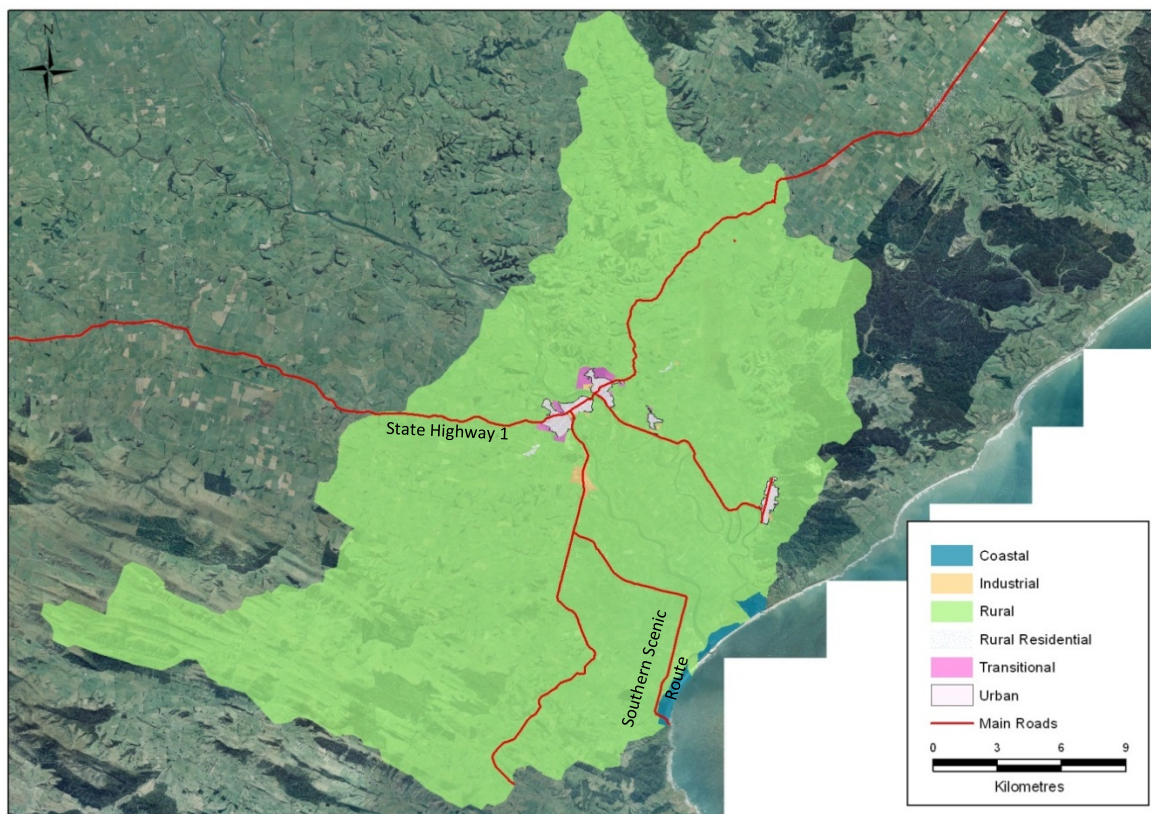 N
State Highway 1
Southern Scenic
Route
Coastal
Industrial
Rural
Rural Residential
Transitional
Urban
Main Roads
0 3 6 9
Kilometres